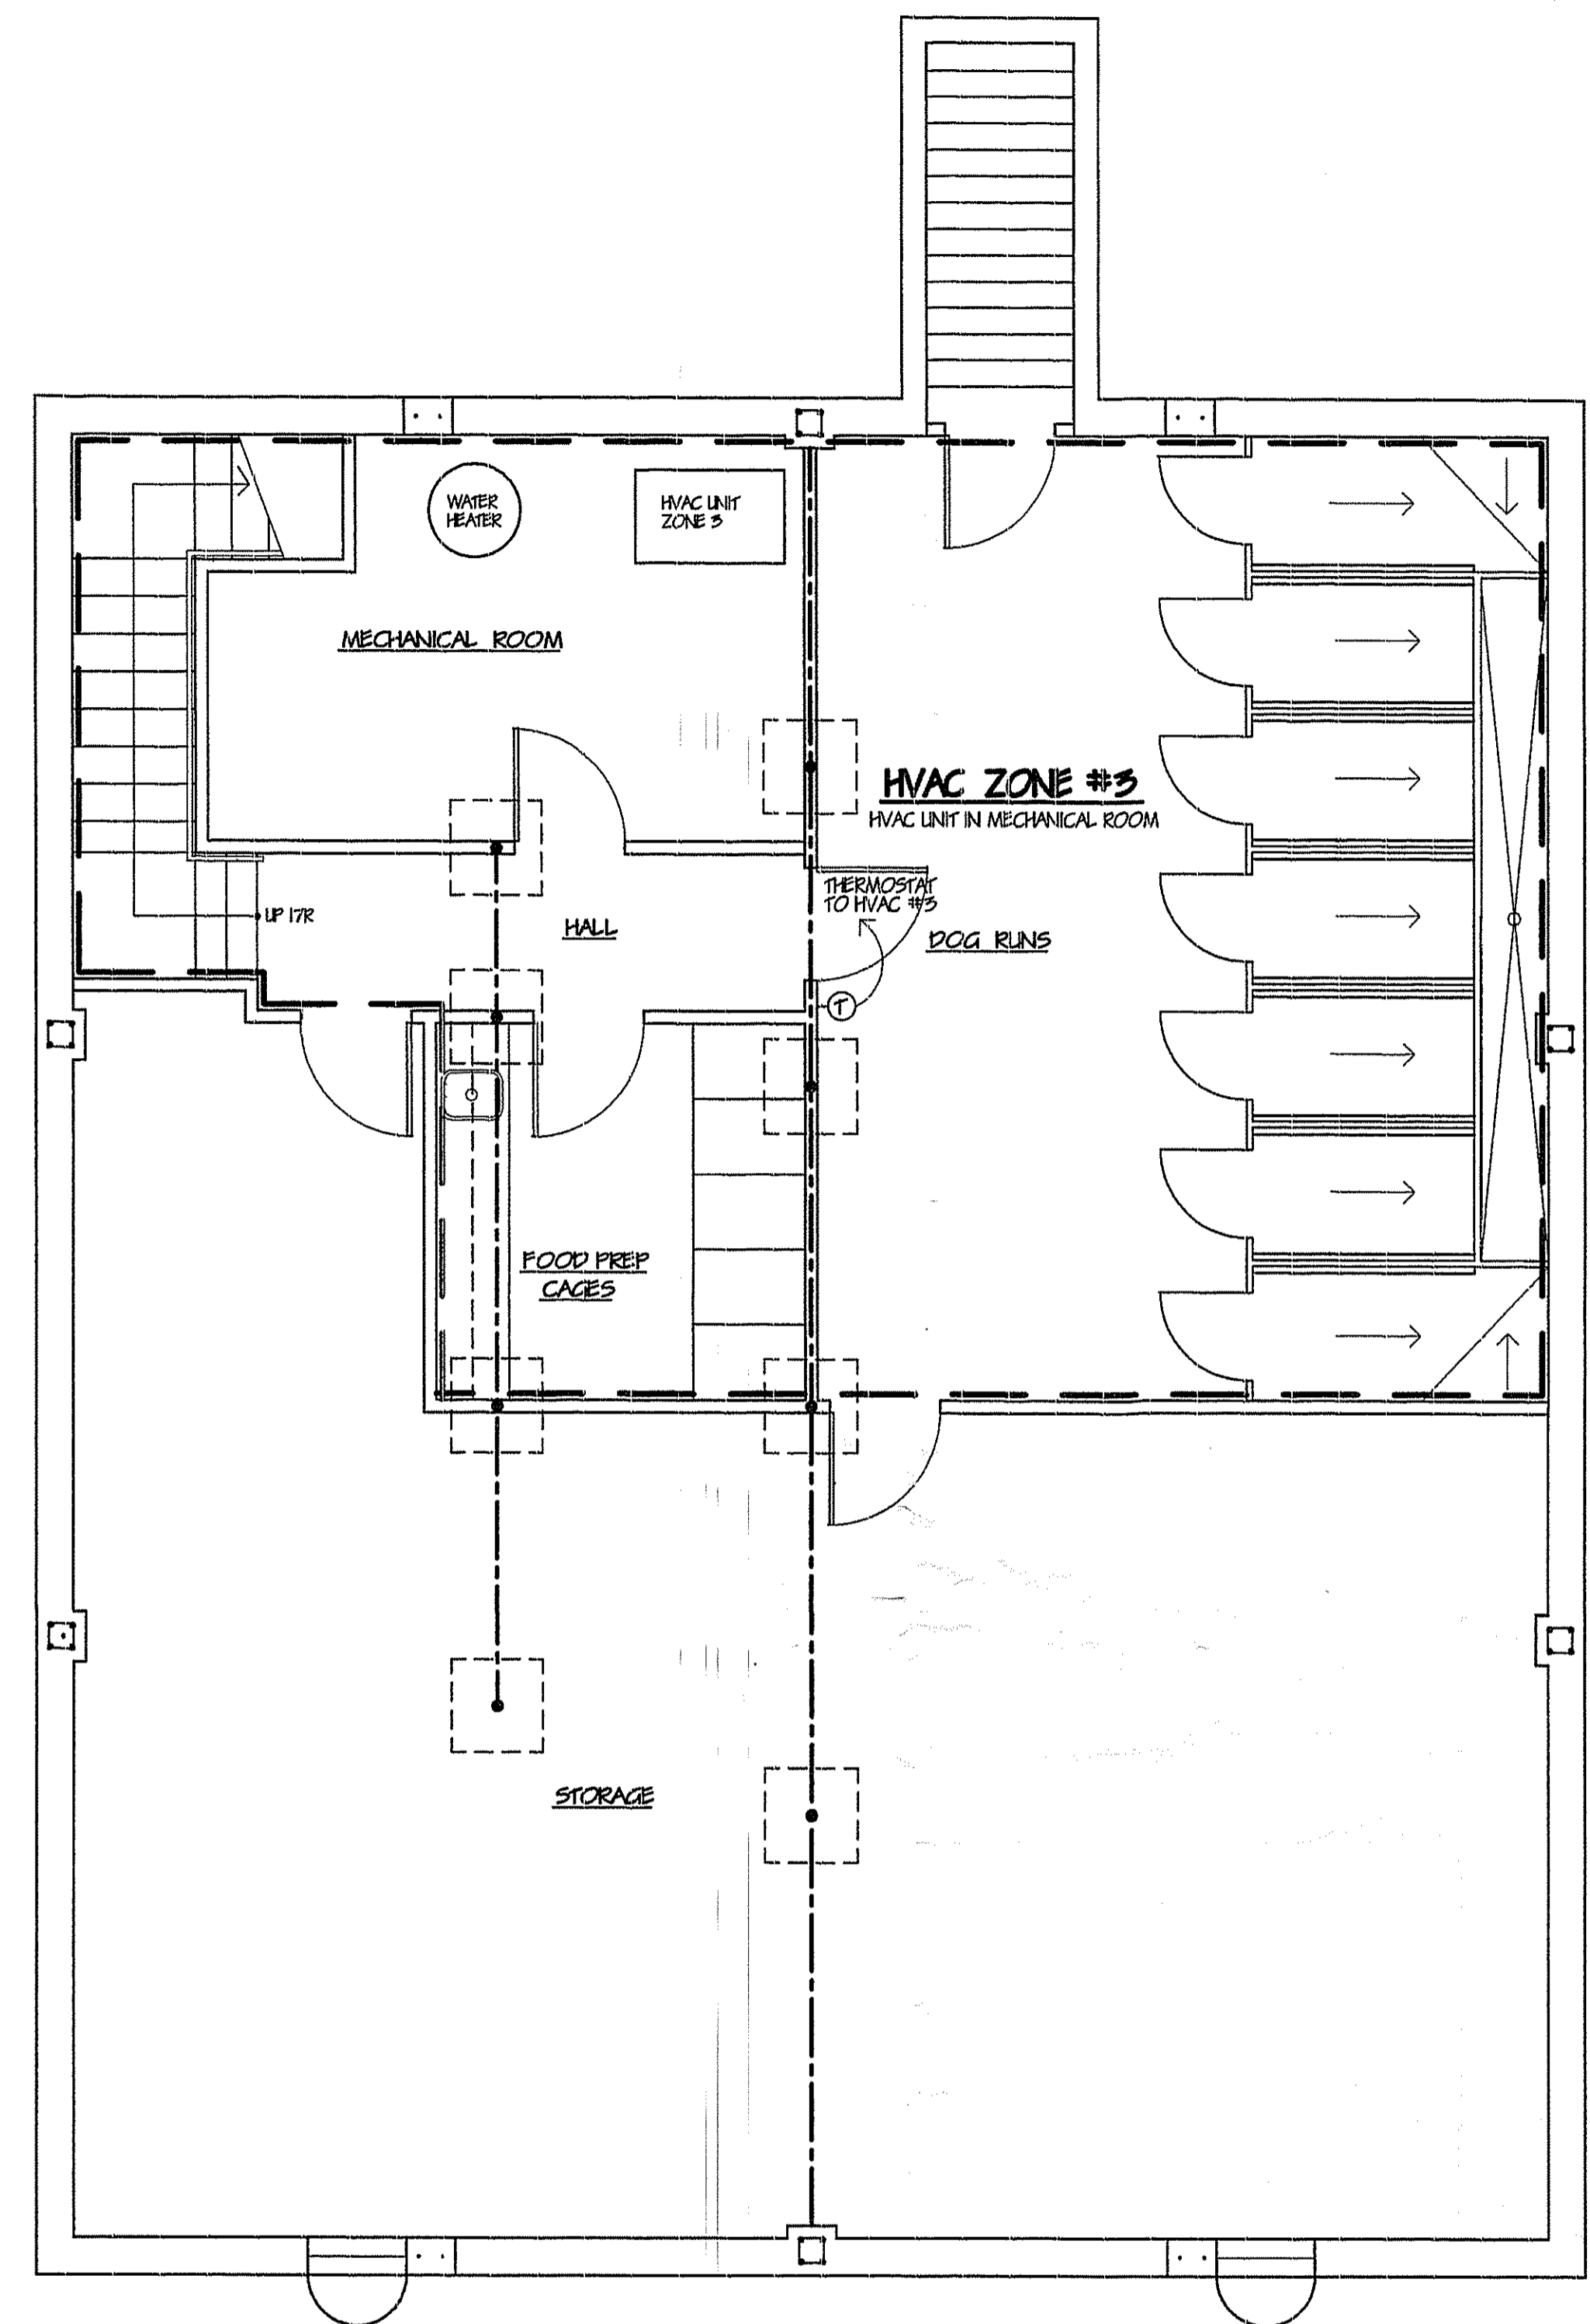 WATER
HEATER
HVAC UNIT
ZONE 3
MECHANICAL ROOM
HVAC ZONE #3
HVAC UNIT IN MECHANICAL ROOM
THERMOSTAT
TO HVAC #3
UP 17R
HALL
DOG RUNS
T
FOOD PREP
CAGES
STORAGE